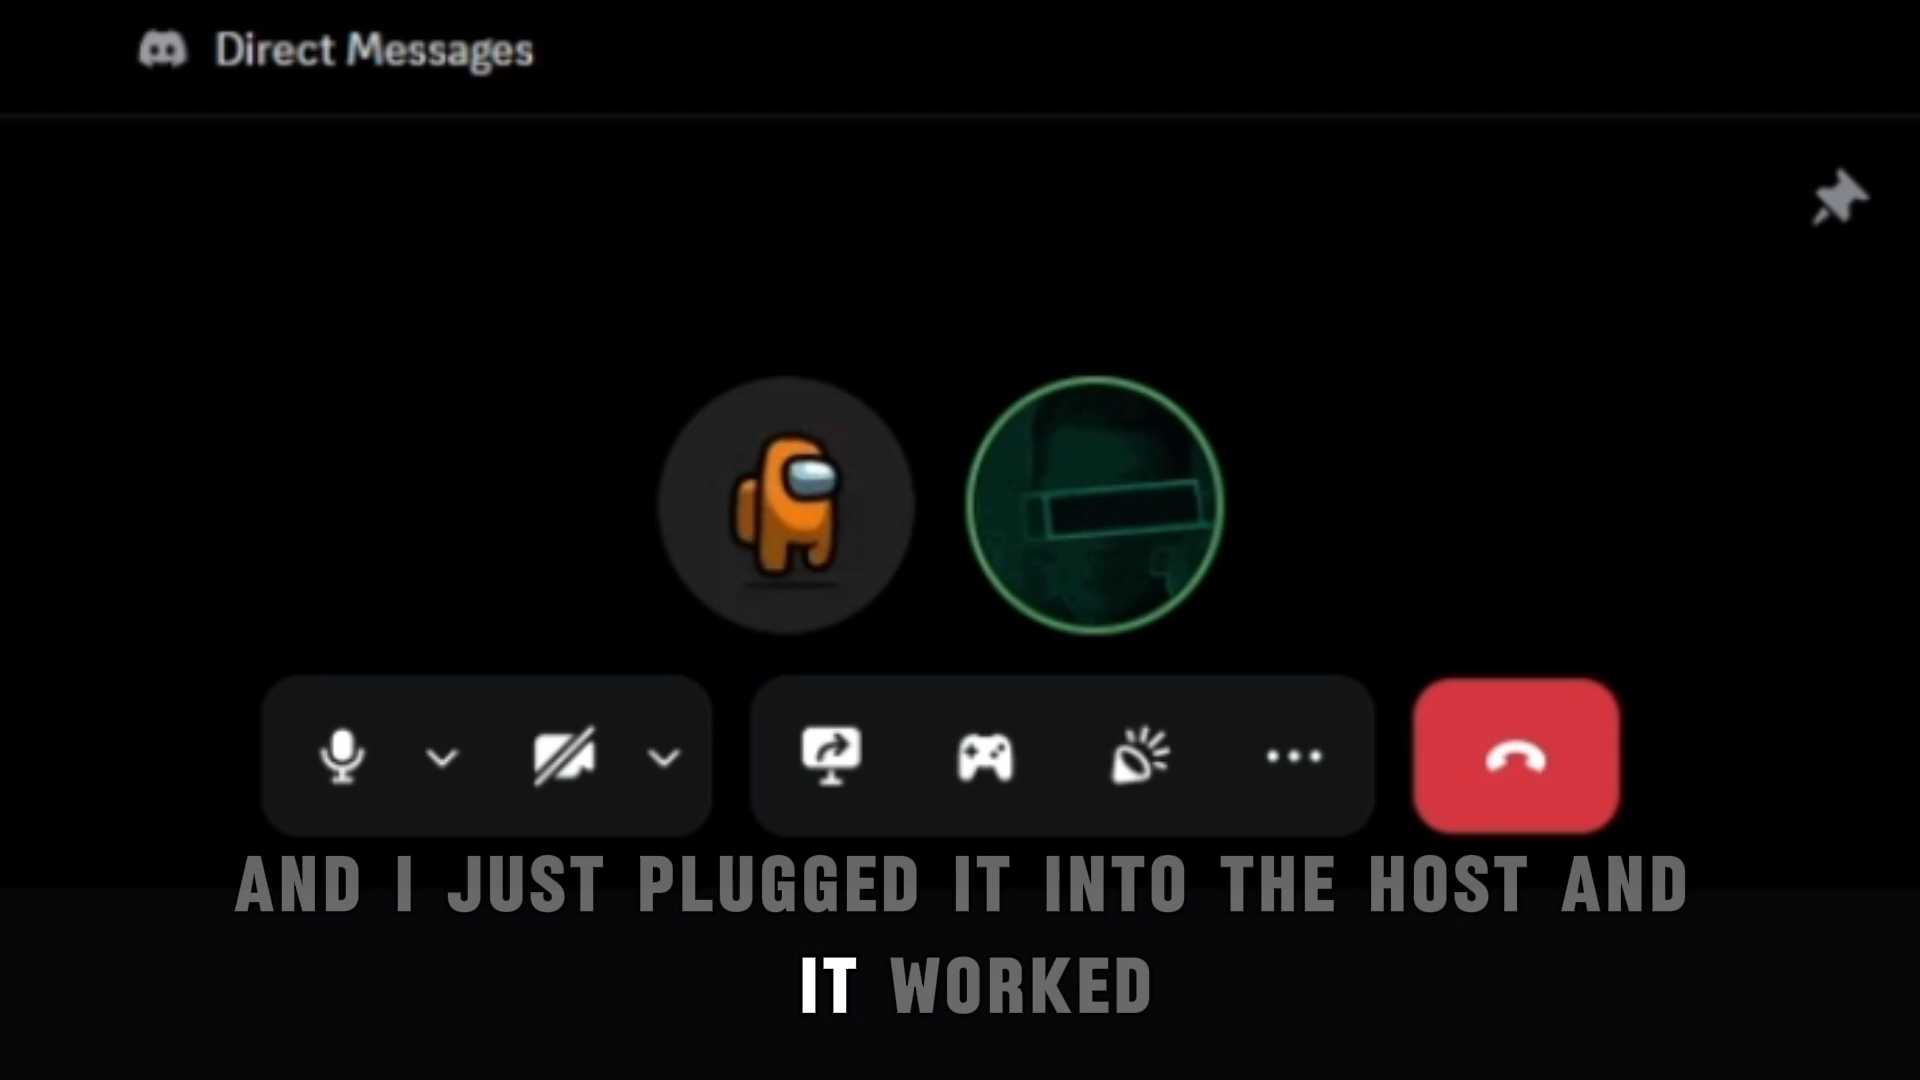 Direct Messages
AND I JUST PLUGGED IT INTO THE HOST AND
IT WORKED